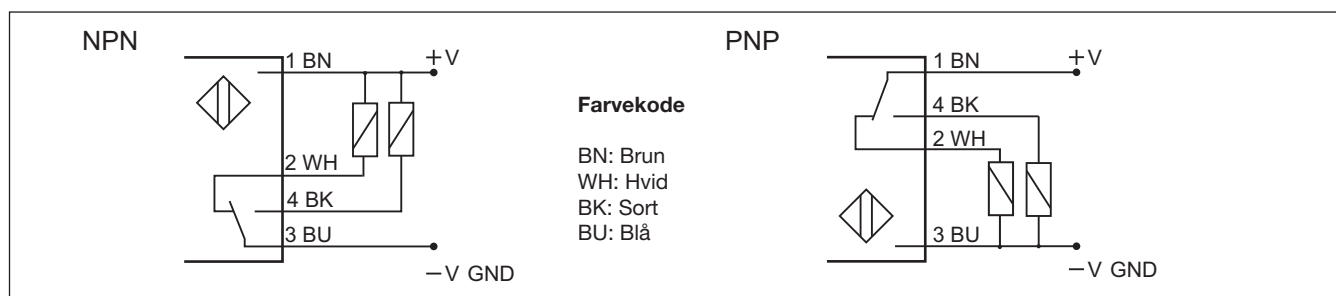 NPN
1 BN
+V
2 WH
4 BK
3 BU
−V GND
Farvekode
BN: Brun
WH: Hvid
BK: Sort
BU: Blå
PNP
1 BN
+V
4 BK
2 WH
3 BU
−V GND